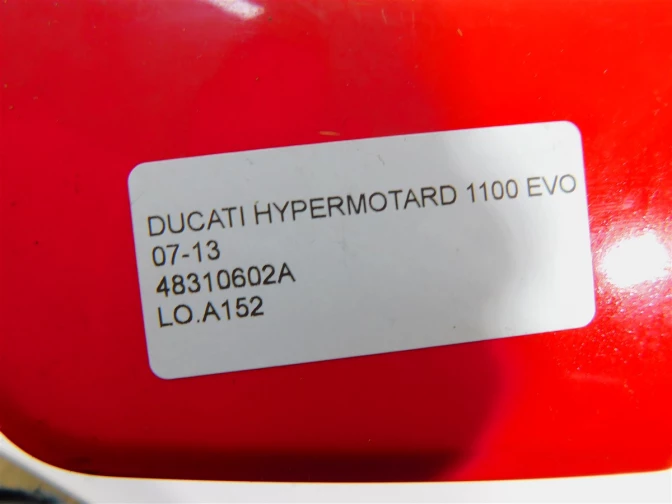 DUCATI HYPERMOTARD 1100 EVO
07-13
48310602A
LO.A152